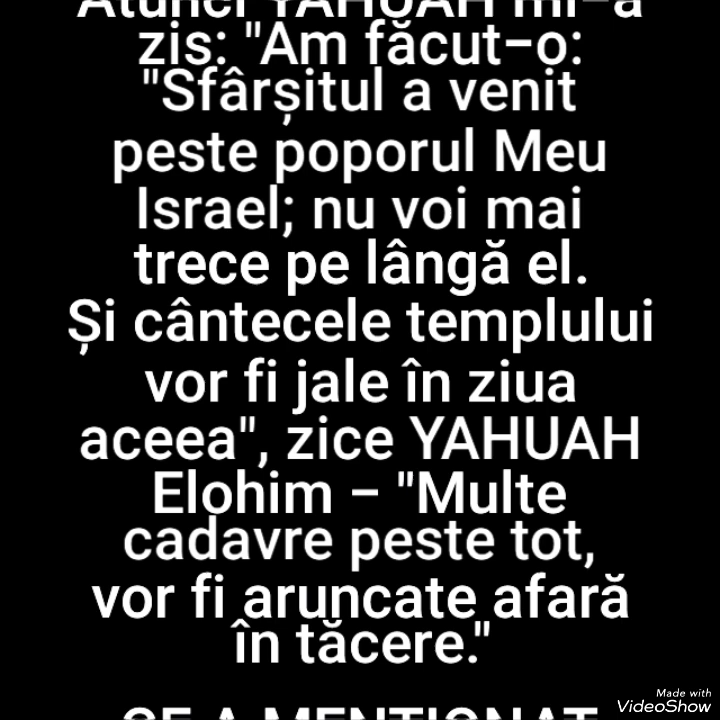 Atunci YAHUAH mi-a
zis: "Am făcut-o:
"Sfârșitul a venit
peste poporul Meu
Israel; nu voi mai
trece pe lângă el.
Și cântecele templului
vor fi jale în ziua
aceea", zice YAHUAH
Elohim - "Multe
cadavre peste tot,
vor fi aruncate afară
în tăcere."
CE A MENȚIONAT
Made with
VideoShow